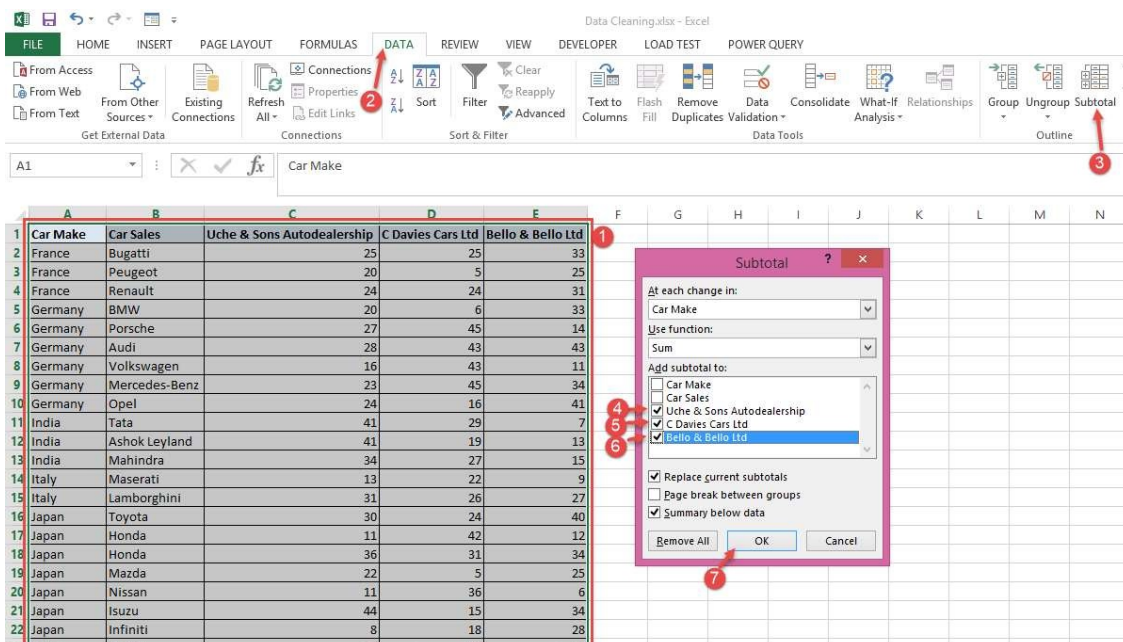 Data Cleaning.xlsx - Excel
FILE HOME INSERT PAGE LAYOUT FORMULAS DATA REVIEW VIEW DEVELOPER LOAD TEST POWER QUERY
From Access
From Web
From Text
From Other Sources
Existing Connections
Get External Data
Refresh All
Connections
Properties
Edit Links
Connections
2
Sort
Filter
Clear
Reapply
Advanced
Sort & Filter
Text to Columns
Flash Fill
Remove Duplicates
Data Validation
Consolidate
What-If Analysis
Relationships
Data Tools
Group
Ungroup
Subtotal
Outline
3
A1 fx Car Make
A B C D E F G H I J K L M N
1 Car Make Car Sales Uche & Sons Autodealership C Davies Cars Ltd Bello & Bello Ltd 1
2 France Bugatti 25 25 33
3 France Peugeot 20 5 25
4 France Renault 24 24 31
5 Germany BMW 20 6 33
6 Germany Porsche 27 45 14
7 Germany Audi 28 43 43
8 Germany Volkswagen 16 43 11
9 Germany Mercedes-Benz 23 45 34
10 Germany Opel 24 16 41
11 India Tata 41 29 7
12 India Ashok Leyland 41 19 13
13 India Mahindra 34 27 15
14 Italy Maserati 13 22 9
15 Italy Lamborghini 31 26 27
16 Japan Toyota 30 24 40
17 Japan Honda 11 42 12
18 Japan Honda 36 31 34
19 Japan Mazda 22 5 25
20 Japan Nissan 11 36 6
21 Japan Isuzu 44 15 34
22 Japan Infiniti 8 18 28
Subtotal ? ×
At each change in:
Car Make
Use function:
Sum
Add subtotal to:
Car Make
Car Sales
4 Uche & Sons Autodealership
5 C Davies Cars Ltd
6 Bello & Bello Ltd
Replace current subtotals
Page break between groups
Summary below data
Remove All OK Cancel
7